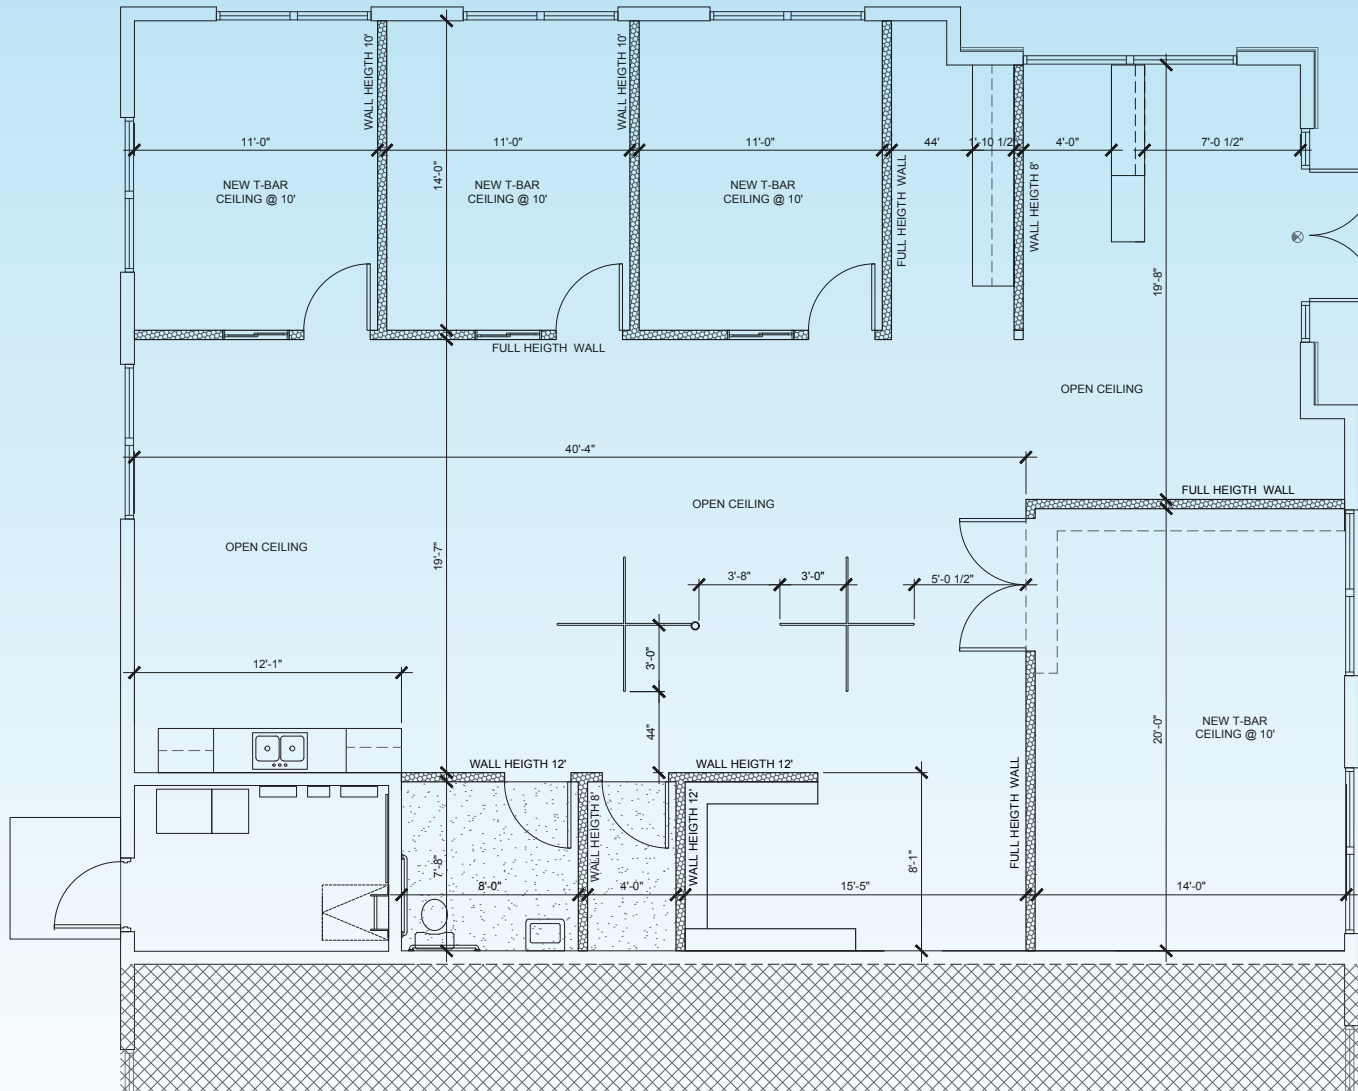 WALL HEIGTH 10'
WALL HEIGTH 10'
11'-0"
11'-0"
11'-0"
44'
1'-10 1/2"
4'-0"
7'-0 1/2"
14'-0"
FULL HEIGTH WALL
WALL HEIGTH 8'
NEW T-BAR
CEILING @ 10'
NEW T-BAR
CEILING @ 10'
NEW T-BAR
CEILING @ 10'
19'-8"
FULL HEIGTH WALL
OPEN CEILING
40'-4"
FULL HEIGTH WALL
OPEN CEILING
OPEN CEILING
19'-7"
3'-8"
3'-0"
5'-0 1/2"
3'-0"
12'-1"
44"
20'-0"
NEW T-BAR
CEILING @ 10'
WALL HEIGTH 12'
WALL HEIGTH 12'
FULL HEIGTH WALL
WALL HEIGTH 8'
WALL HEIGTH 12'
7'-8"
8'-1"
8'-0"
4'-0"
15'-5"
14'-0"